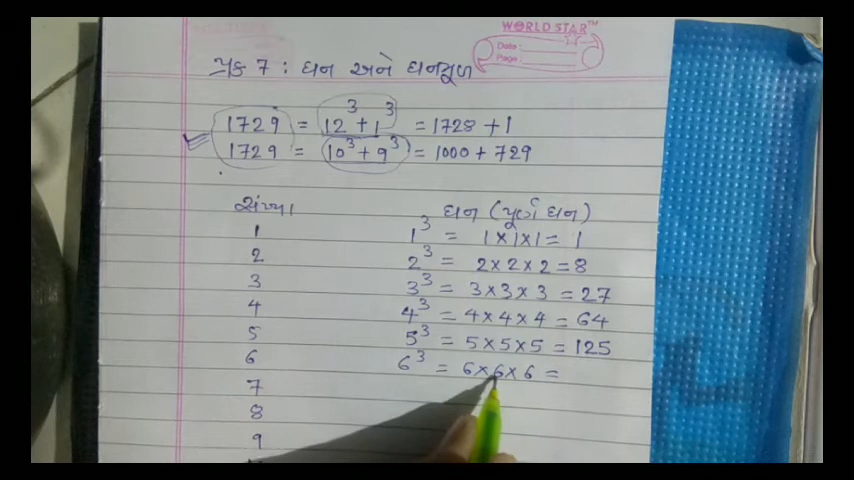 WORLD STAR™
Date :
Page :
પ્રક 7 : ઘન અને ઘનમૂળ
1729 = 12³ + 1³ = 1728 + 1
1729 = 10³ + 9³ = 1000 + 729
સંખ્યા ઘન (પૂર્ણ ઘન)
1 1³ = 1×1×1 = 1
2 2³ = 2×2×2 = 8
3 3³ = 3×3×3 = 27
4 4³ = 4×4×4 = 64
5 5³ = 5×5×5 = 125
6 6³ = 6×6×6 =
7
8
9